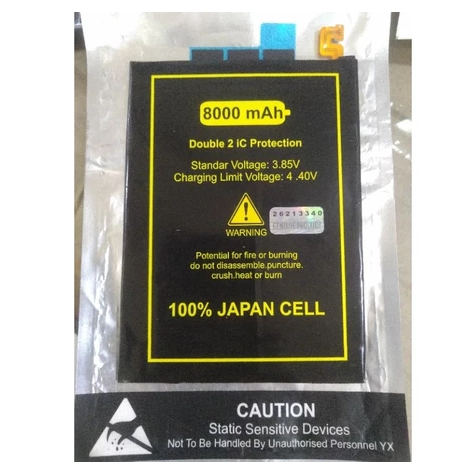 8000 mAh
Double 2 iC Protection
Standar Voltage: 3.85V
Charging Limit Voltage: 4 .40V
26213340
WARNING
Potential for fire or burning
do not disassemble.puncture.
crush.heat or burn
100% JAPAN CELL
CAUTION
Static Sensitive Devices
Not To Be Handled By Unauthorised Personnel YX